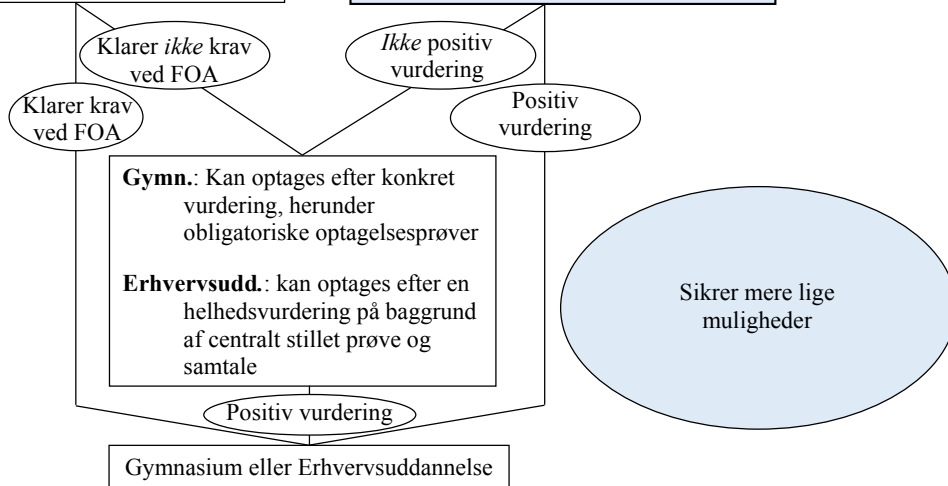 Klarer ikke krav
ved FOA
Ikke positiv
vurdering
Klarer krav
ved FOA
Positiv
vurdering
Gymn.: Kan optages efter konkret
vurdering, herunder
obligatoriske optagelsesprøver
Erhvervsudd.: kan optages efter en
helhedsvurdering på baggrund
af centralt stillet prøve og
samtale
Sikrer mere lige
muligheder
Positiv vurdering
Gymnasium eller Erhvervsuddannelse